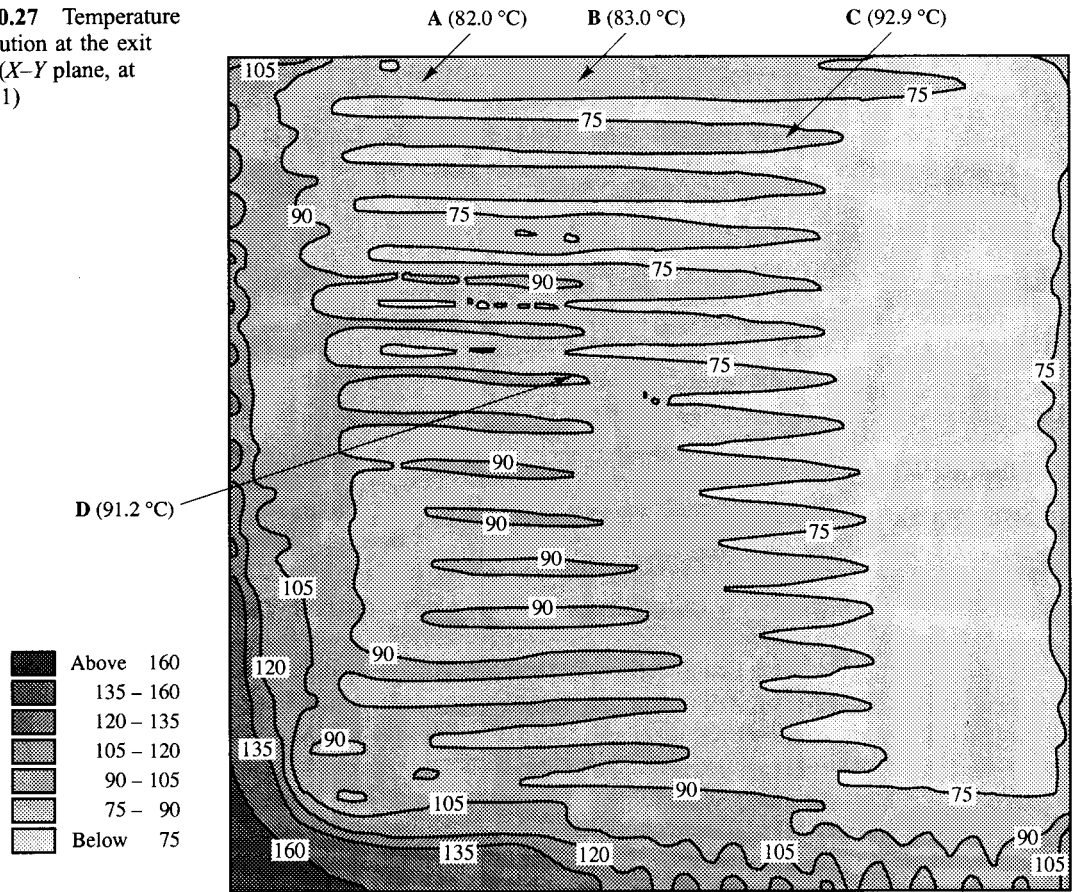 0.27 Temperature
ution at the exit
(X–Y plane, at
1)
A (82.0 °C)
B (83.0 °C)
C (92.9 °C)
105
75
75
90
75
75
90
75
75
90
D (91.2 °C)
90
75
90
105
90
90
120
90
135
90
75
105
90
105
105
160
135
120
Above 160
135 – 160
120 – 135
105 – 120
90 – 105
75 – 90
Below 75